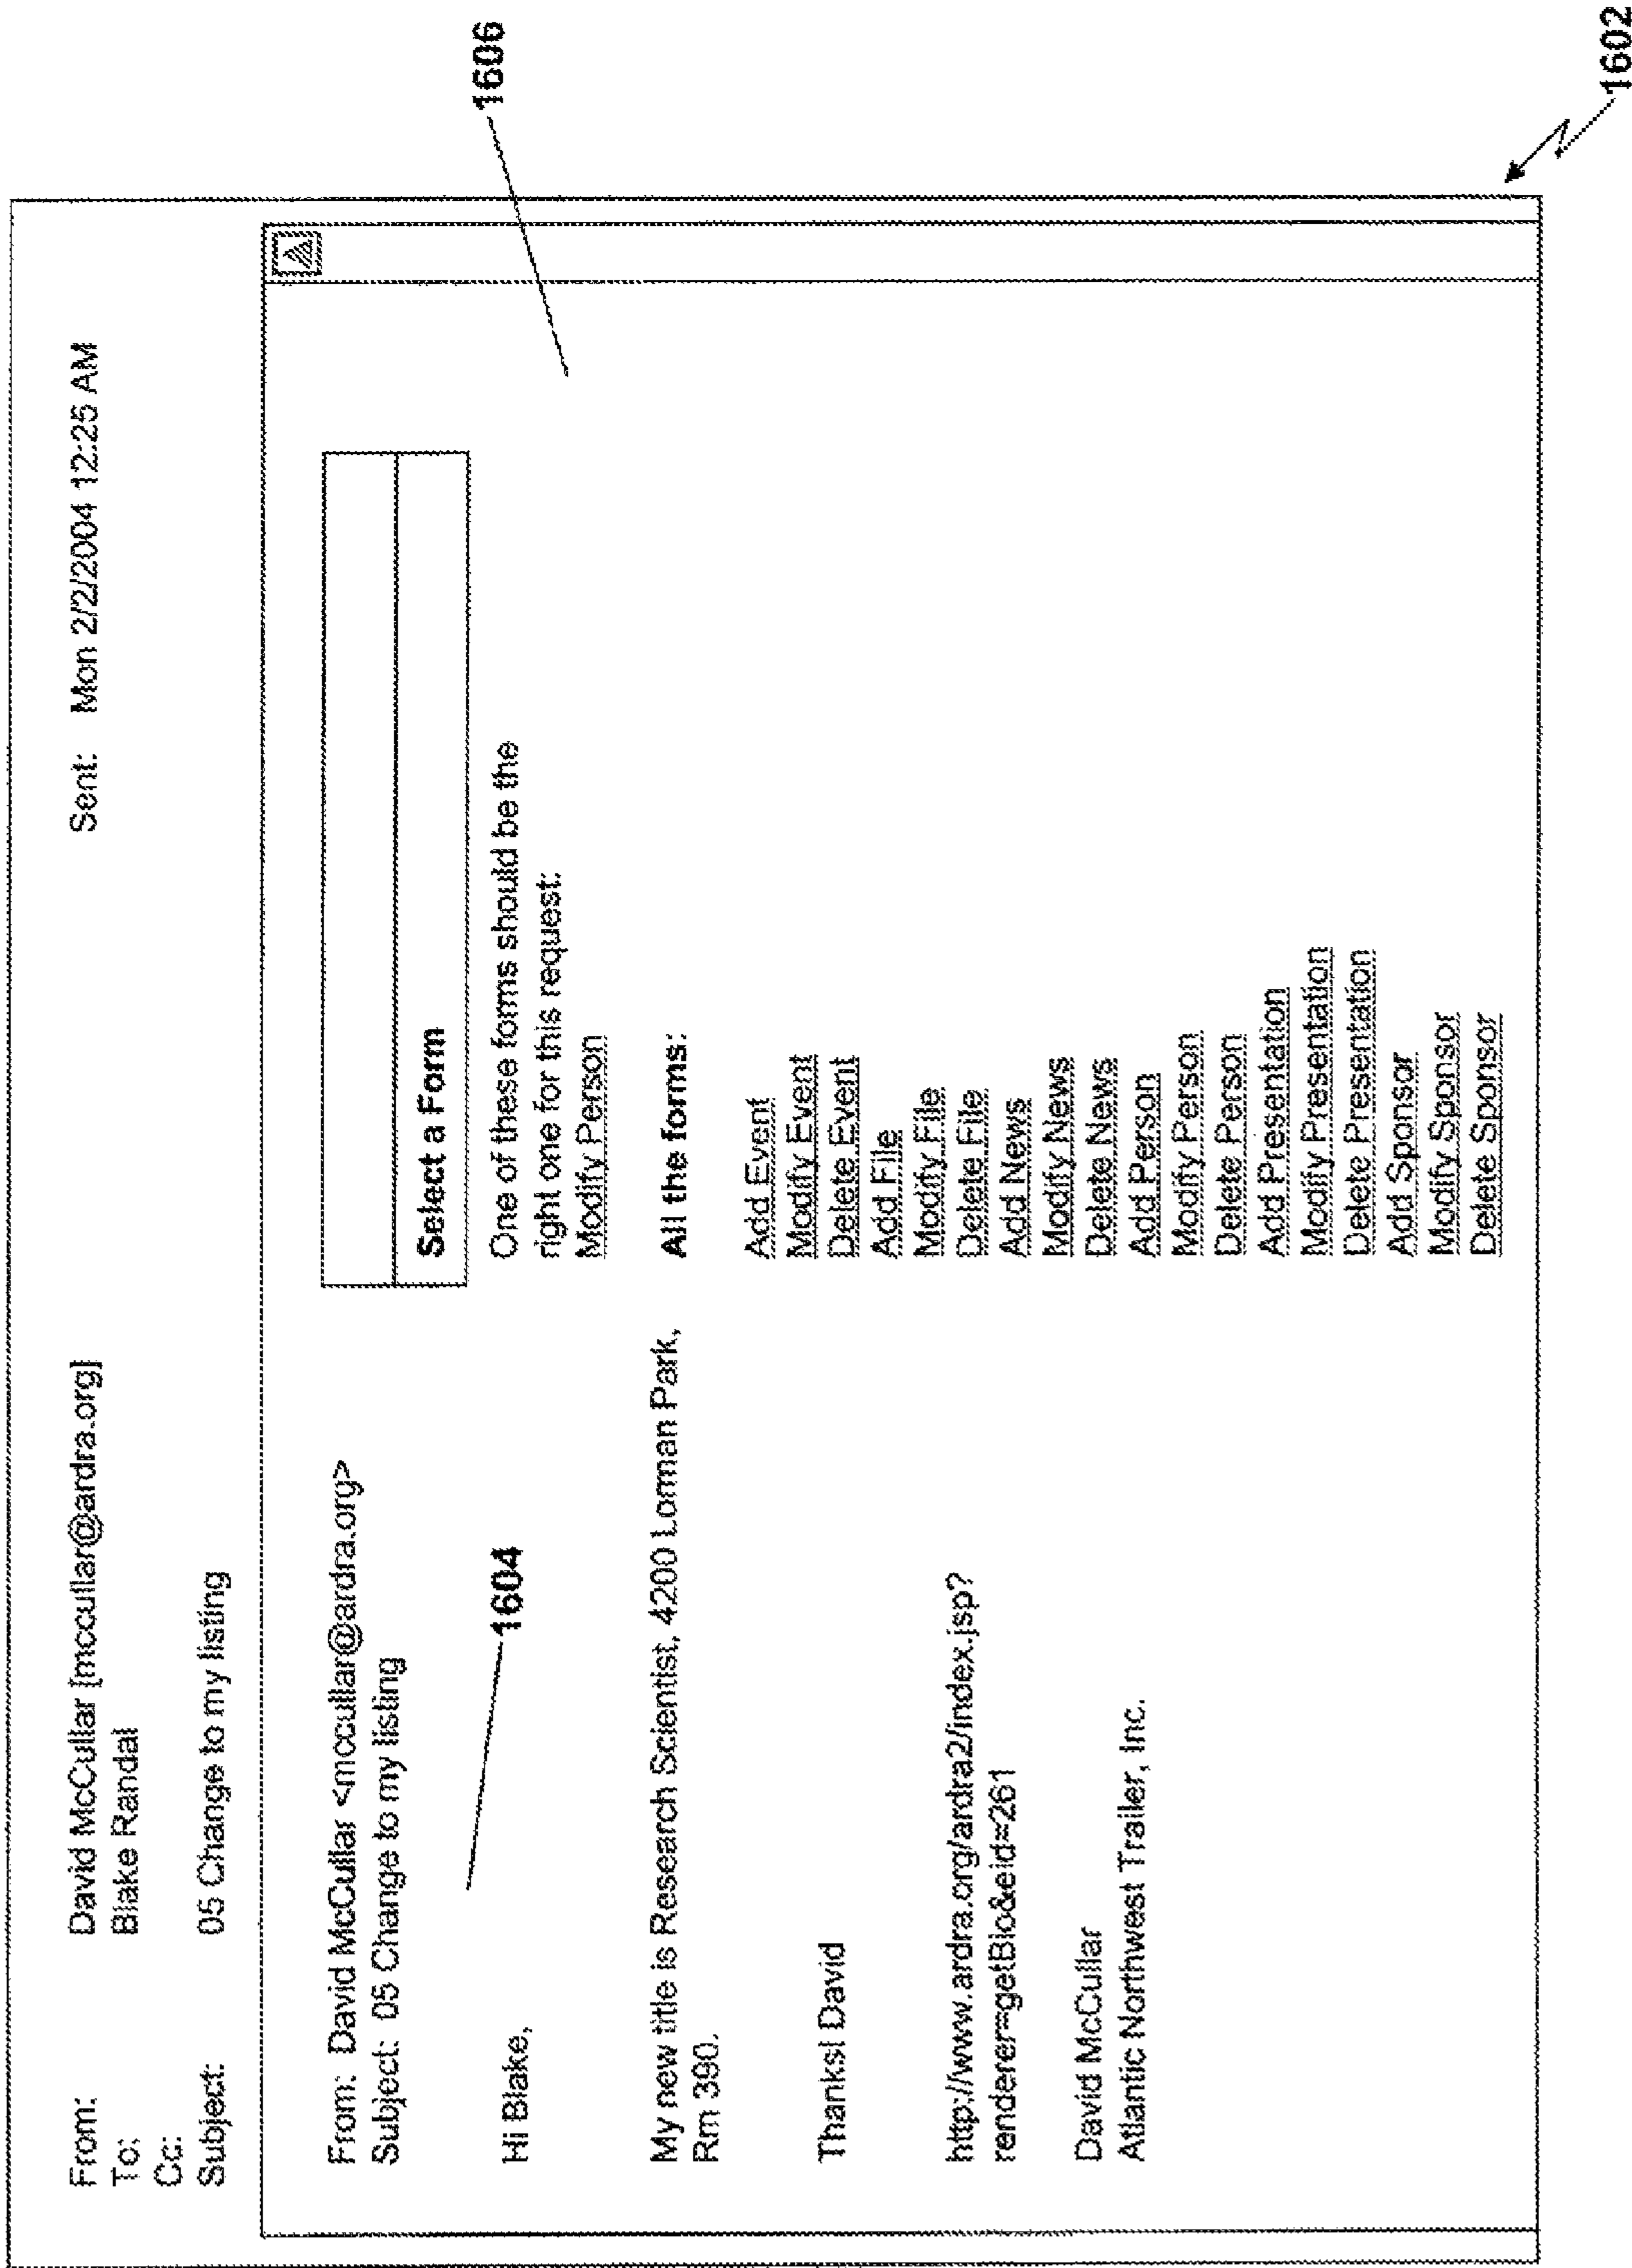 From: David McCullar [mccullar@ardra.org]
Sent: Mon 2/2/2004 12:25 AM
To: Blake Randal
Cc:
Subject: 05 Change to my listing
From: David McCullar <mccullar@ardra.org>
Subject: 05 Change to my listing
1604
Hi Blake,
My new title is Research Scientist, 4200 Loman Park,
Rm 390.
Thanks! David
http://www.ardra.org/ardra2/index.jsp?
renderer=getBio&eid=261
David McCullar
Atlantic Northwest Trailer, Inc.
Select a Form
One of these forms should be the
right one for this request:
Modify Person
All the forms:
Add Event
Modify Event
Delete Event
Add File
Modify File
Delete File
Add News
Modify News
Delete News
Add Person
Modify Person
Delete Person
Add Presentation
Modify Presentation
Delete Presentation
Add Sponsor
Modify Sponsor
Delete Sponsor
1606
1602